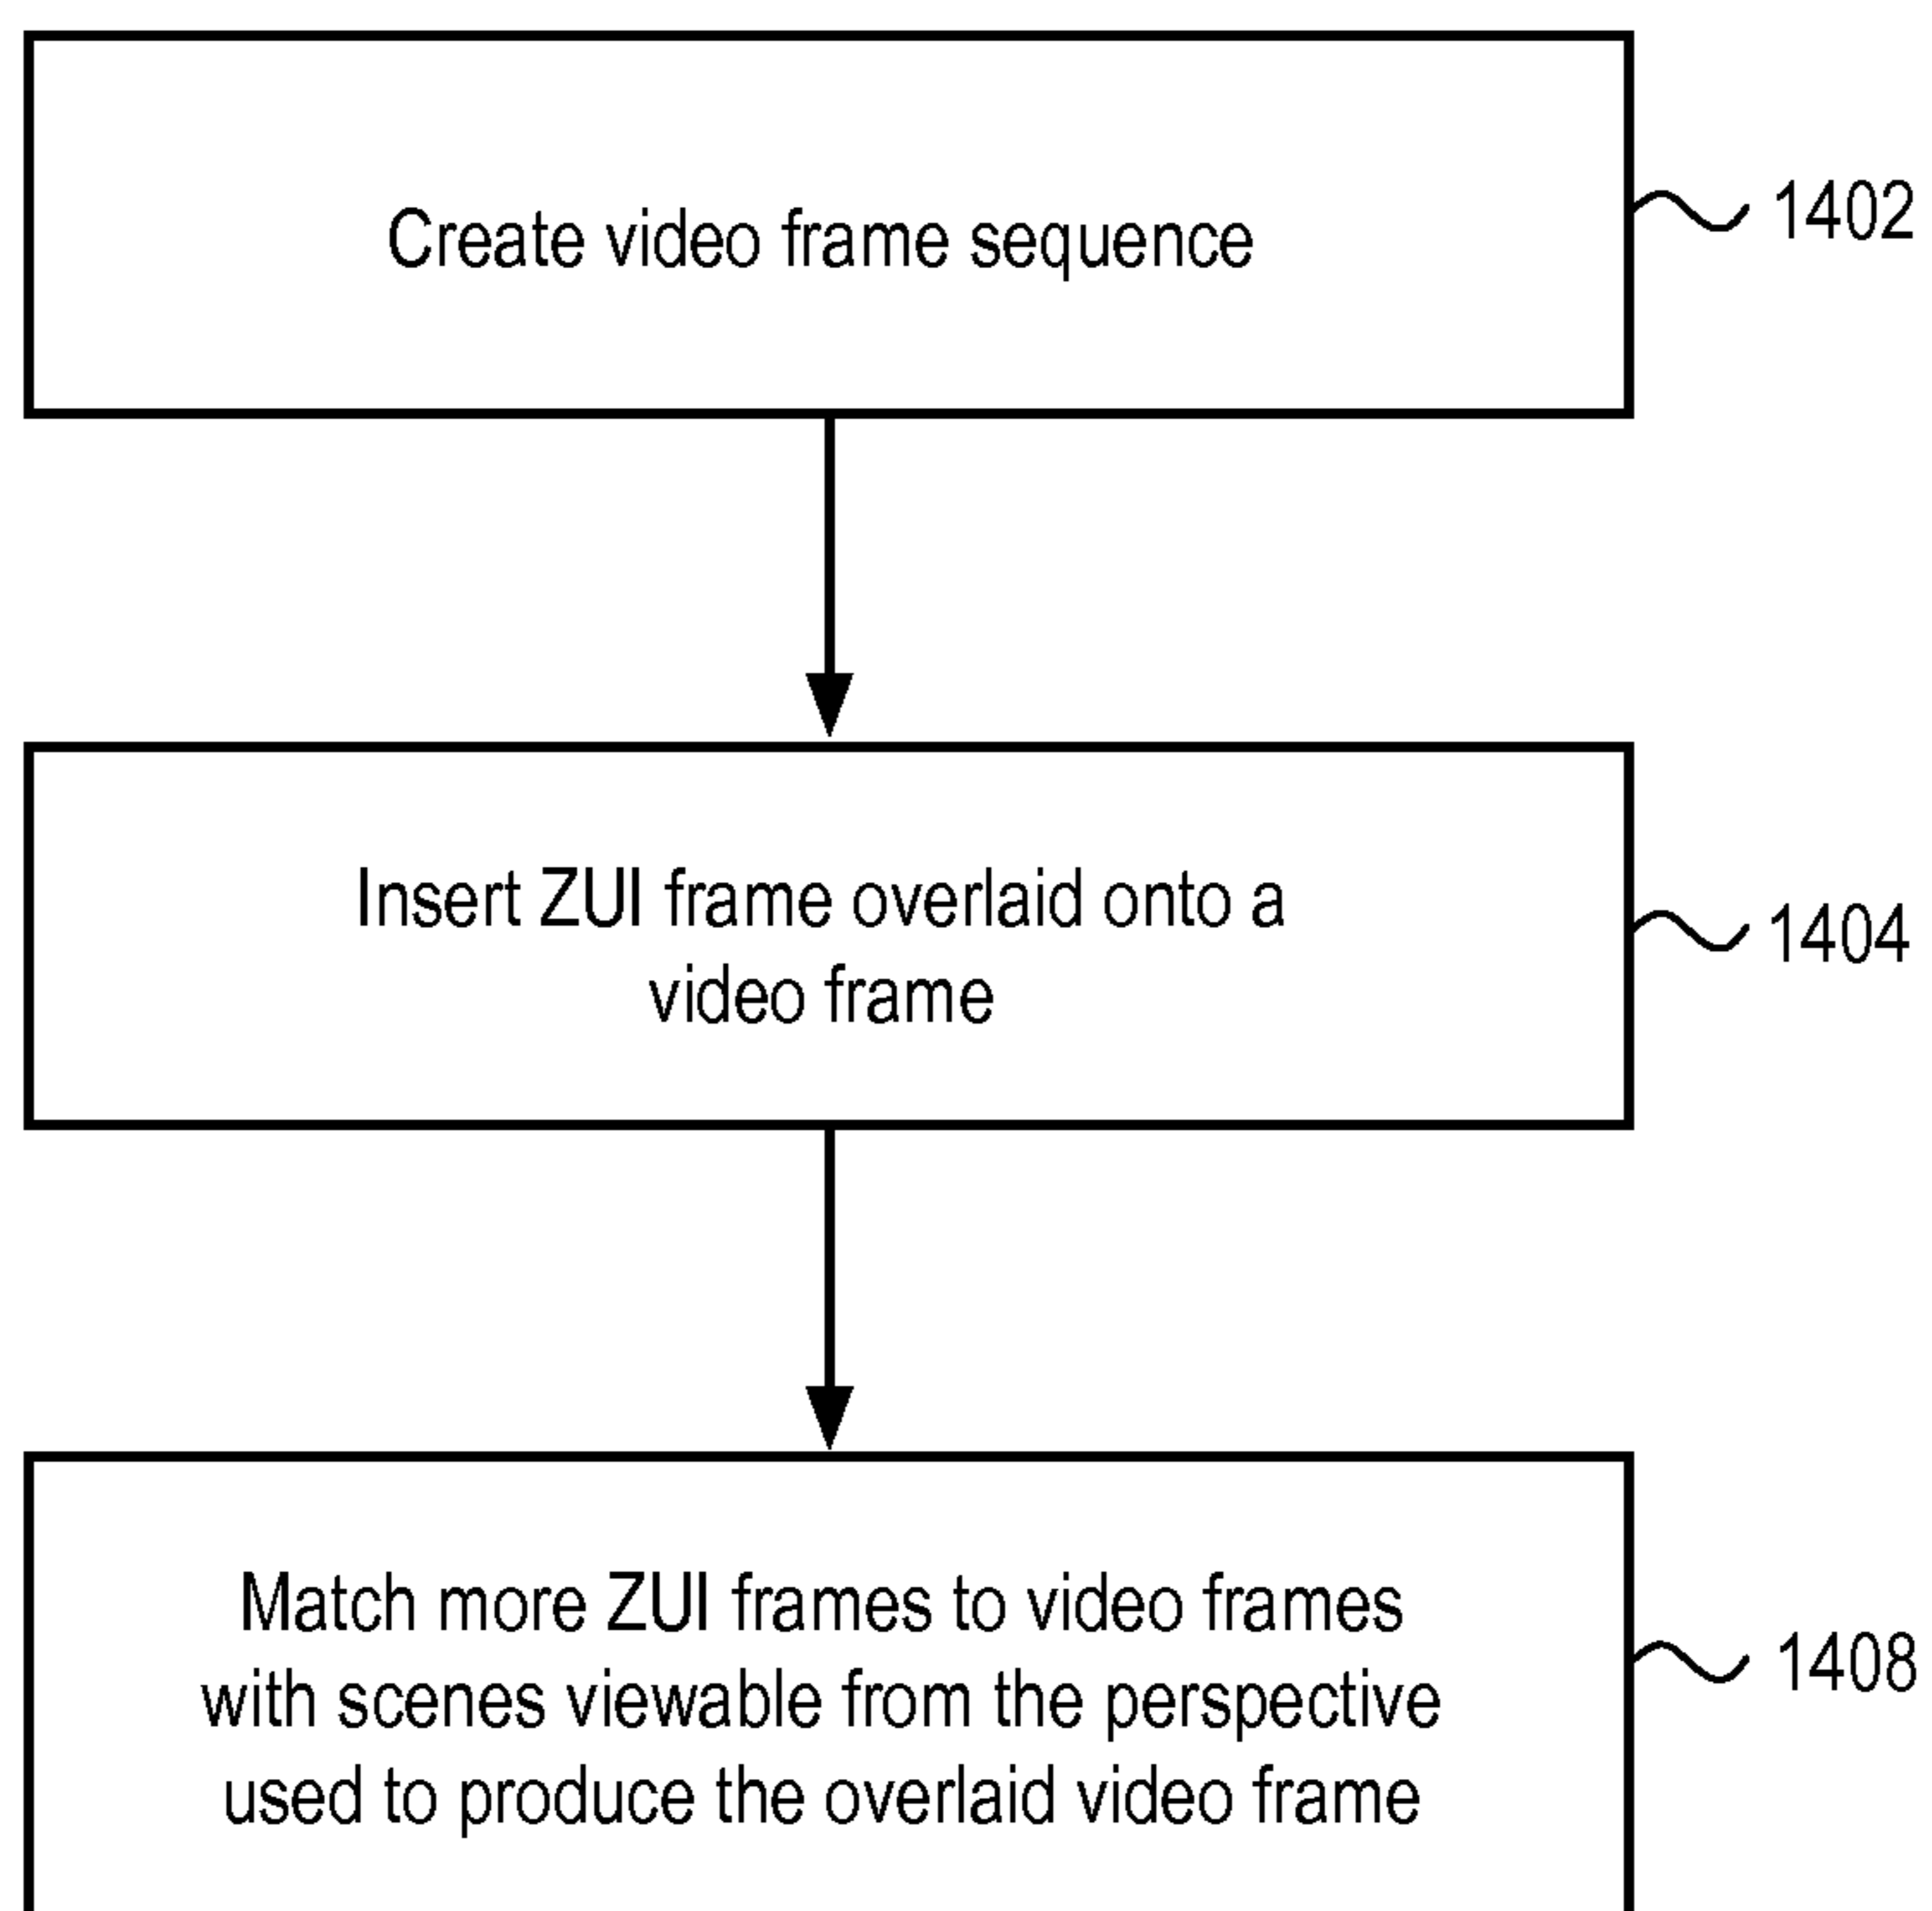 Create video frame sequence
1402
Insert ZUI frame overlaid onto a
video frame
1404
Match more ZUI frames to video frames
with scenes viewable from the perspective
used to produce the overlaid video frame
1408